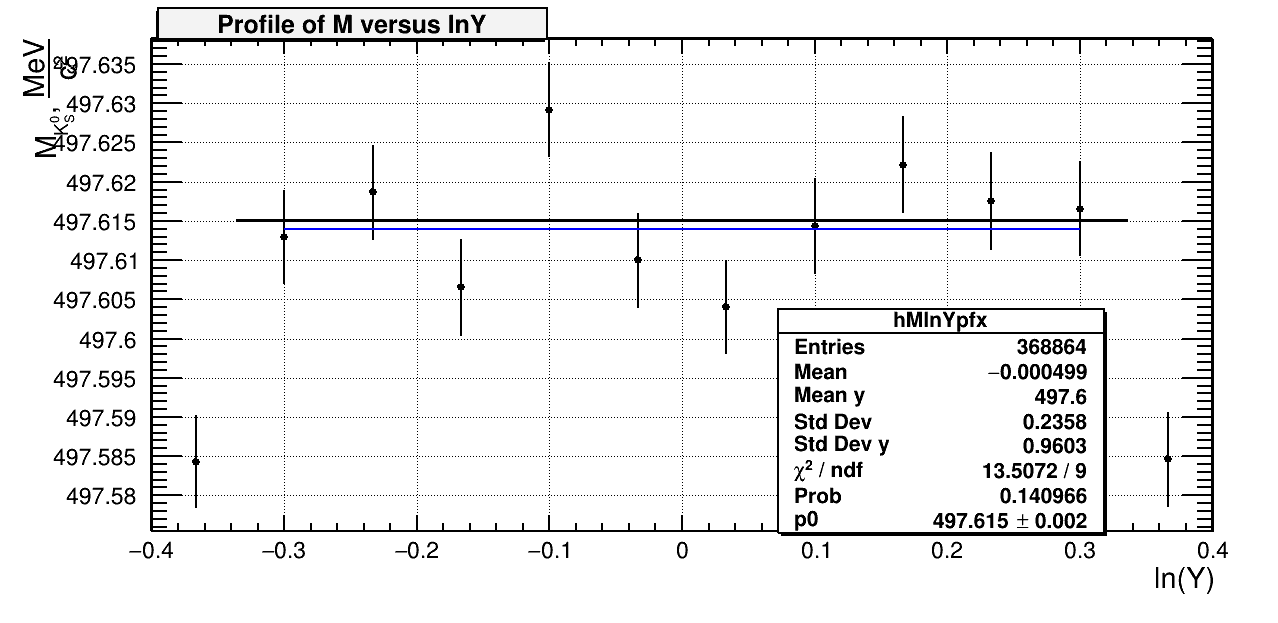 Profile of M versus lnY
M_{K_S^0}, MeV/c²
497.635
497.63
497.625
497.62
497.615
497.61
497.605
497.6
497.595
497.59
497.585
497.58
−0.4 −0.3 −0.2 −0.1 0 0.1 0.2 0.3 0.4
ln(Y)
hMlnYpfx
Entries 368864
Mean −0.000499
Mean y 497.6
Std Dev 0.2358
Std Dev y 0.9603
χ² / ndf 13.5072 / 9
Prob 0.140966
p0 497.615 ± 0.002